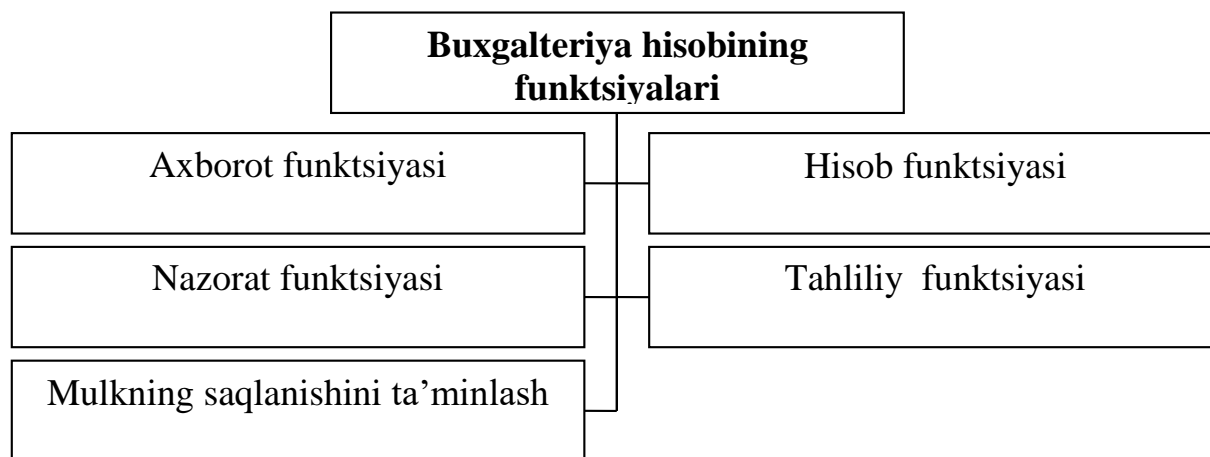 Buxgalteriya hisobining
funktsiyalari
Axborot funktsiyasi
Hisob funktsiyasi
Nazorat funktsiyasi
Tahliliy funktsiyasi
Mulkning saqlanishini ta’minlash